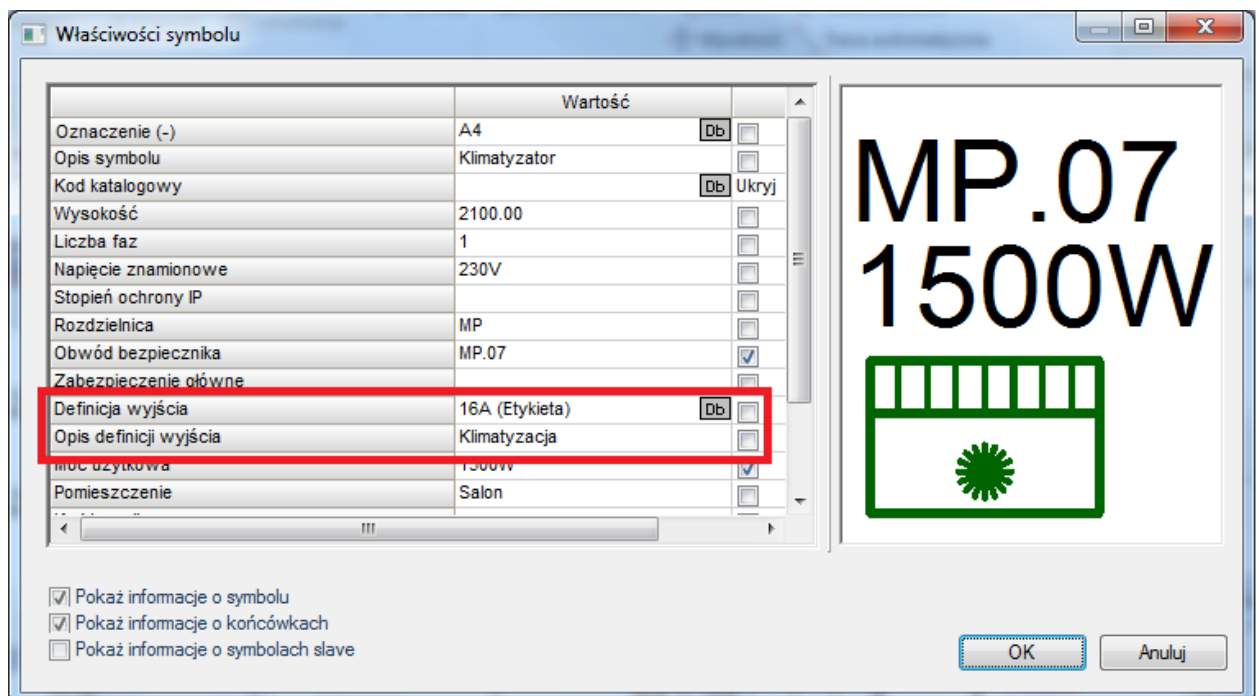 Właściwości symbolu
Wartość
Oznaczenie (-) A4 Db
Opis symbolu Klimatyzator
Kod katalogowy Db Ukryj
Wysokość 2100.00
Liczba faz 1
Napięcie znamionowe 230V
Stopień ochrony IP
Rozdzielnica MP
Obwód bezpiecznika MP.07
Zabezpieczenie główne
Definicja wyjścia 16A (Etykieta) Db
Opis definicji wyjścia Klimatyzacja
Moc użytkowa 1500W
Pomieszczenie Salon
MP.07
1500W
Pokaż informacje o symbolu
Pokaż informacje o końcówkach
Pokaż informacje o symbolach slave
OK Anuluj